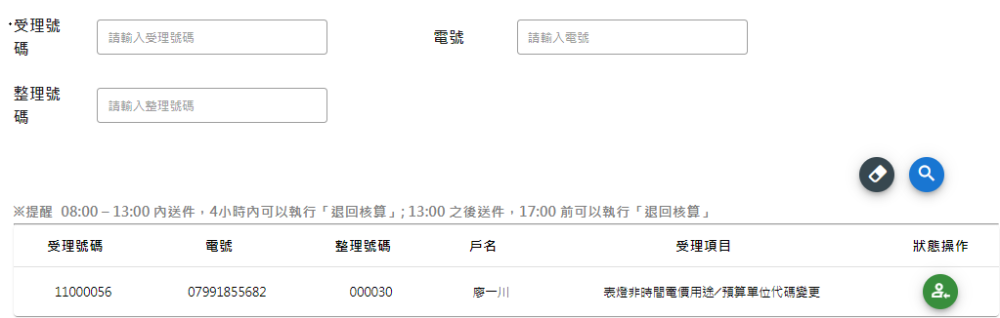 *受理號碼
請輸入受理號碼
電號
請輸入電號
整理號碼
請輸入整理號碼
※提醒 08:00 – 13:00 內送件，4小時內可以執行「退回核算」; 13:00 之後送件，17:00 前可以執行「退回核算」
受理號碼 電號 整理號碼 戶名 受理項目 狀態操作
11000056 07991855682 000030 廖一川 表燈非時間電價用途/預算單位代碼變更